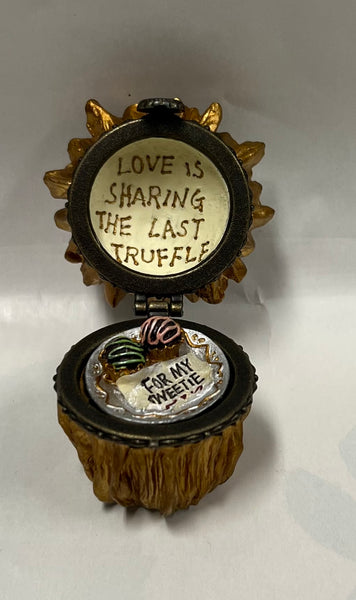 LOVE IS
SHARING
THE LAST
TRUFFLE
FOR MY
SWEETIE